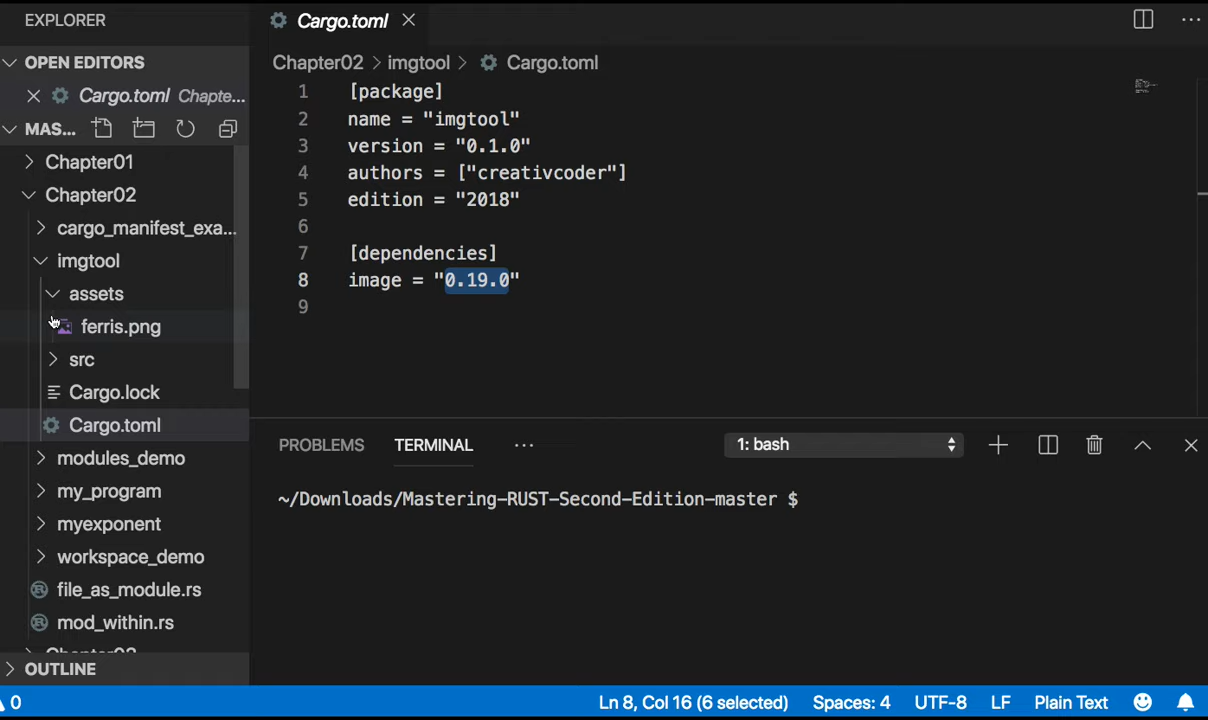 EXPLORER
OPEN EDITORS
Cargo.toml Chapte...
MAS...
Chapter01
Chapter02
cargo_manifest_exa...
imgtool
assets
ferris.png
src
Cargo.lock
Cargo.toml
modules_demo
my_program
myexponent
workspace_demo
file_as_module.rs
mod_within.rs
OUTLINE
Cargo.toml
Chapter02 > imgtool > Cargo.toml
1 [package]
2 name = "imgtool"
3 version = "0.1.0"
4 authors = ["creativcoder"]
5 edition = "2018"
6
7 [dependencies]
8 image = "0.19.0"
9
PROBLEMS TERMINAL ... 1: bash
~/Downloads/Mastering-RUST-Second-Edition-master $
0 Ln 8, Col 16 (6 selected) Spaces: 4 UTF-8 LF Plain Text